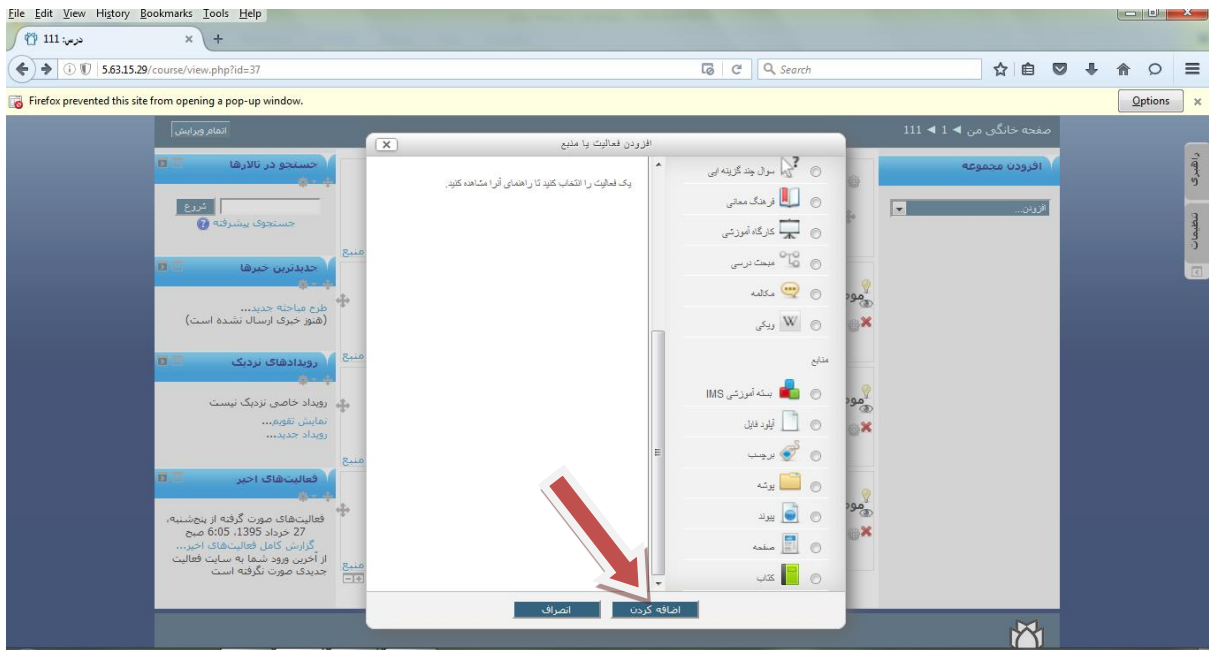 File Edit View History Bookmarks Tools Help
درس: 111
5.63.15.29/course/view.php?id=37
Search
Firefox prevented this site from opening a pop-up window.
Options
صفحه خانگی من ◄ 1 ◄ 111
اتمام ویرایش
راهبری
تنظیمات
افزودن مجموعه
افزودن...
افزودن فعالیت یا منبع
سوال چند گزینه ایی
فرهنگ معانی
کارگاه آموزشی
مبحث درسی
مکالمه
ویکی
منابع
بسته آموزشی IMS
آپلود فایل
برچسب
پوشه
پیوند
صفحه
کتاب
یک فعالیت را انتخاب کنید تا راهنمای آنرا مشاهده کنید.
اضافه کردن
انصراف
منبع
منبع
منبع
منبع
جستجو در تالارها
شروع
جستجوی پیشرفته
جدیدترین خبرها
طرح مباحثه جدید...
(هنوز خبری ارسال نشده است)
رویدادهای نزدیک
رویداد خاصی نزدیک نیست
نمایش تقویم...
رویداد جدید...
فعالیت‌های اخیر
فعالیت‌های صورت گرفته از پنج‌شنبه،
27 خرداد 1395، 6:05 صبح
گزارش کامل فعالیت‌های اخیر...
از آخرین ورود شما به سایت فعالیت
جدیدی صورت نگرفته است